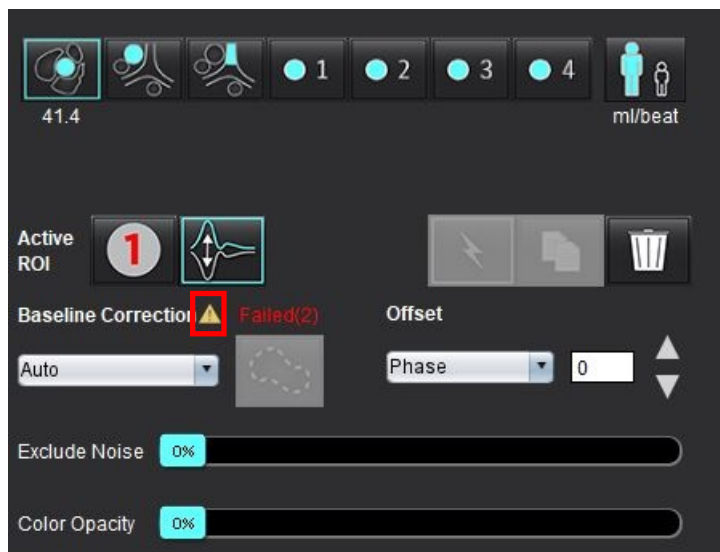 1 2 3 4
41.4 ml/beat
Active
ROI
1
Baseline Correction Failed(2) Offset
Auto Phase 0
Exclude Noise 0%
Color Opacity 0%